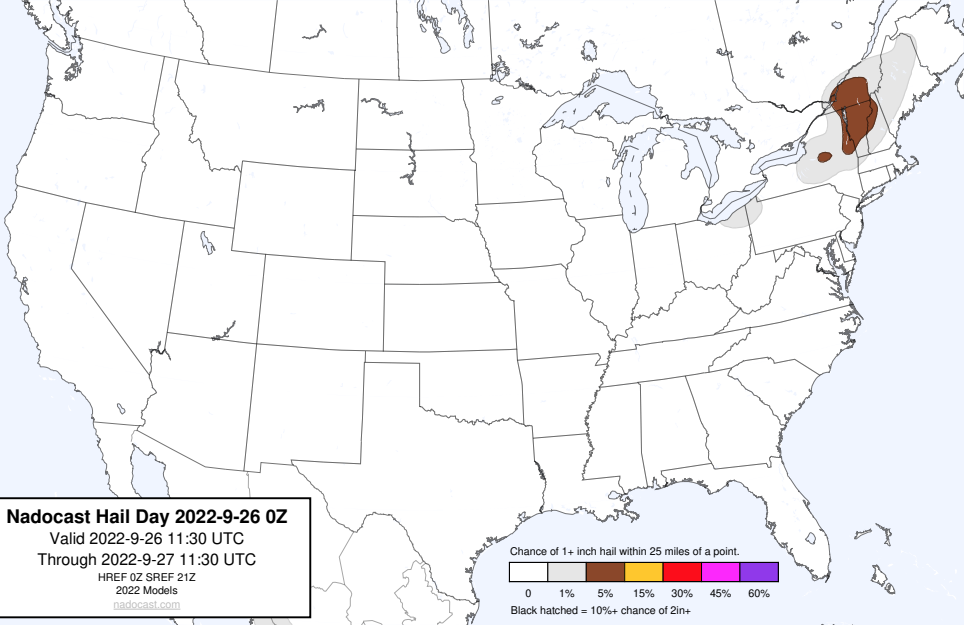 Nadocast Hail Day 2022-9-26 0Z
Valid 2022-9-26 11:30 UTC
Through 2022-9-27 11:30 UTC
HREF 0Z SREF 21Z
2022 Models
nadocast.com
Chance of 1+ inch hail within 25 miles of a point.
0 1% 5% 15% 30% 45% 60%
Black hatched = 10%+ chance of 2in+